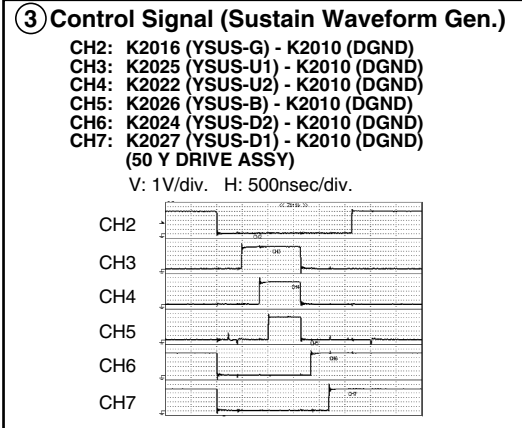 ③ Control Signal (Sustain Waveform Gen.)
CH2: K2016 (YSUS-G) - K2010 (DGND)
CH3: K2025 (YSUS-U1) - K2010 (DGND)
CH4: K2022 (YSUS-U2) - K2010 (DGND)
CH5: K2026 (YSUS-B) - K2010 (DGND)
CH6: K2024 (YSUS-D2) - K2010 (DGND)
CH7: K2027 (YSUS-D1) - K2010 (DGND)
(50 Y DRIVE ASSY)
V: 1V/div. H: 500nsec/div.
CH2
CH3
CH4
CH5
CH6
CH7